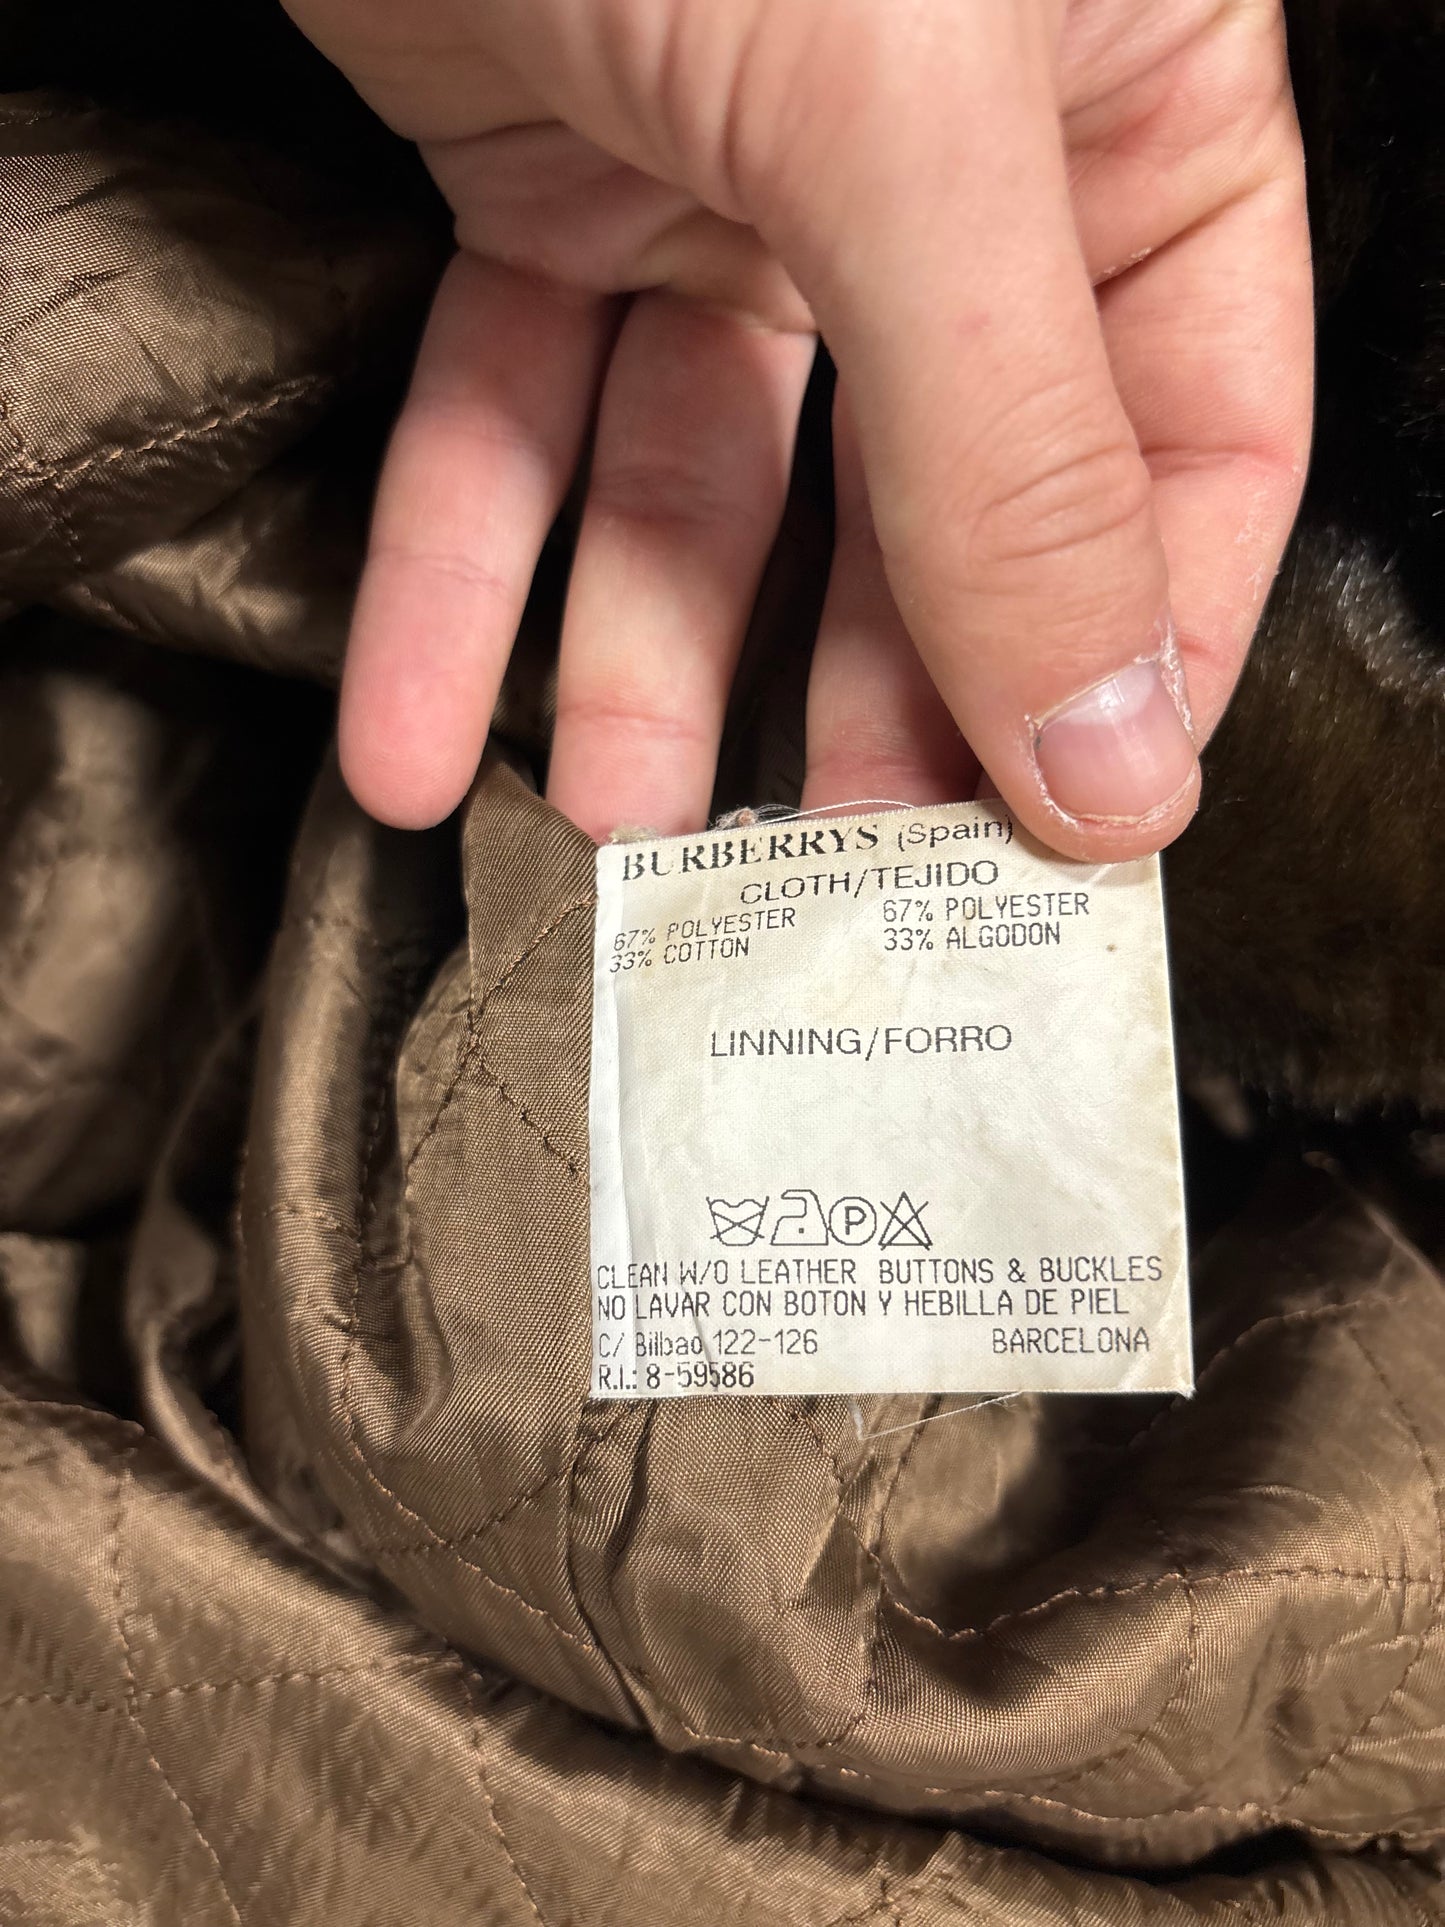 BURBERRYS (Spain)
CLOTH/TEJIDO
67% POLYESTER 67% POLYESTER
33% COTTON 33% ALGODON
LINNING/FORRO
P
CLEAN W/O LEATHER BUTTONS & BUCKLES
NO LAVAR CON BOTON Y HEBILLA DE PIEL
C/ Bilbao 122-126 BARCELONA
R.I.: 8-59586